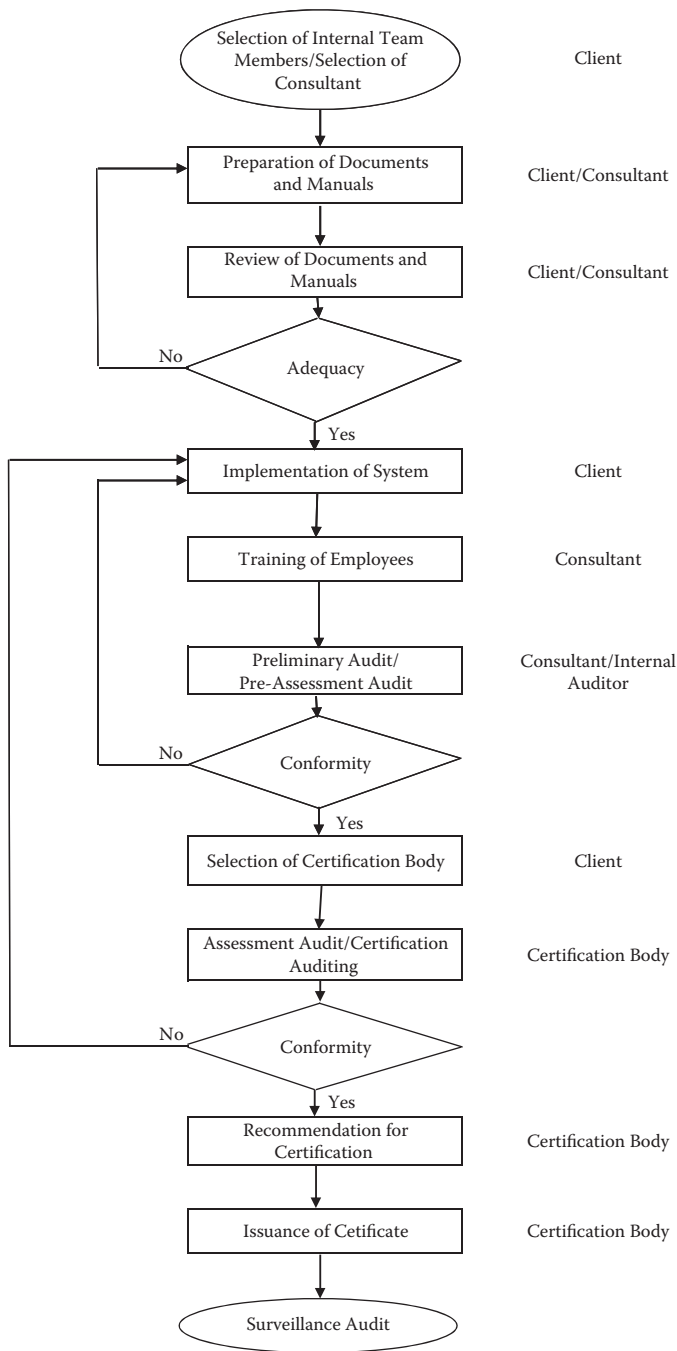 Selection of Internal Team
Members/Selection of
Consultant
Client
Preparation of Documents
and Manuals
Client/Consultant
Review of Documents and
Manuals
Client/Consultant
No
Adequacy
Yes
Implementation of System
Client
Training of Employees
Consultant
Preliminary Audit/
Pre-Assessment Audit
Consultant/Internal
Auditor
No
Conformity
Yes
Selection of Certification Body
Client
Assessment Audit/Certification
Auditing
Certification Body
No
Conformity
Yes
Recommendation for
Certification
Certification Body
Issuance of Cetificate
Certification Body
Surveillance Audit